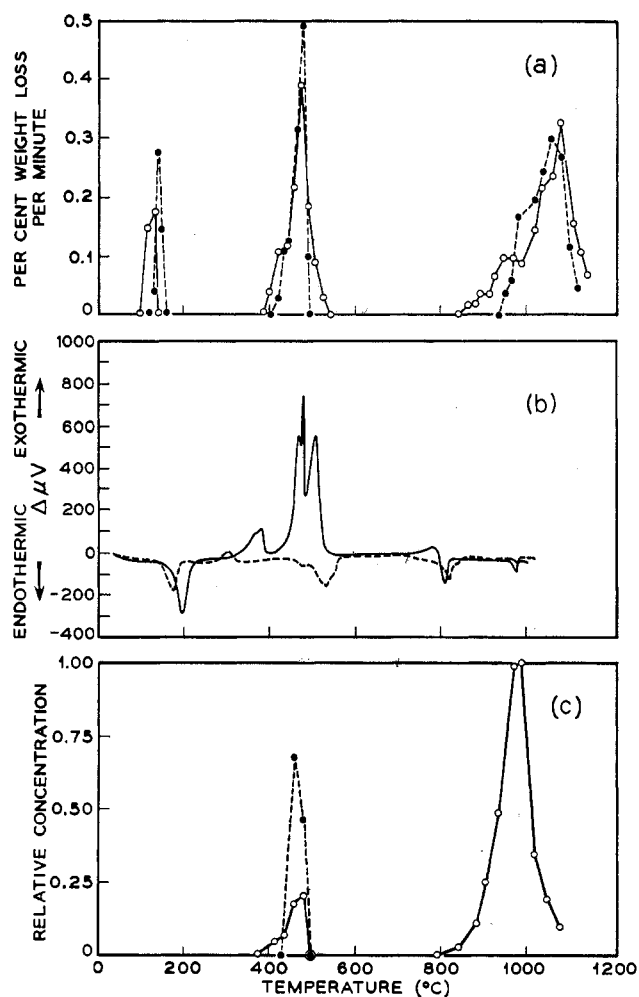 0.5
0.4
0.3
0.2
0.1
0
PER CENT WEIGHT LOSS
PER MINUTE
(a)
1000
800
600
400
200
0
-200
-400
ENDOTHERMIC EXOTHERMIC
ΔμV
(b)
1.00
0.75
0.50
0.25
0
RELATIVE CONCENTRATION
(c)
0 200 400 600 800 1000 1200
TEMPERATURE (°C)